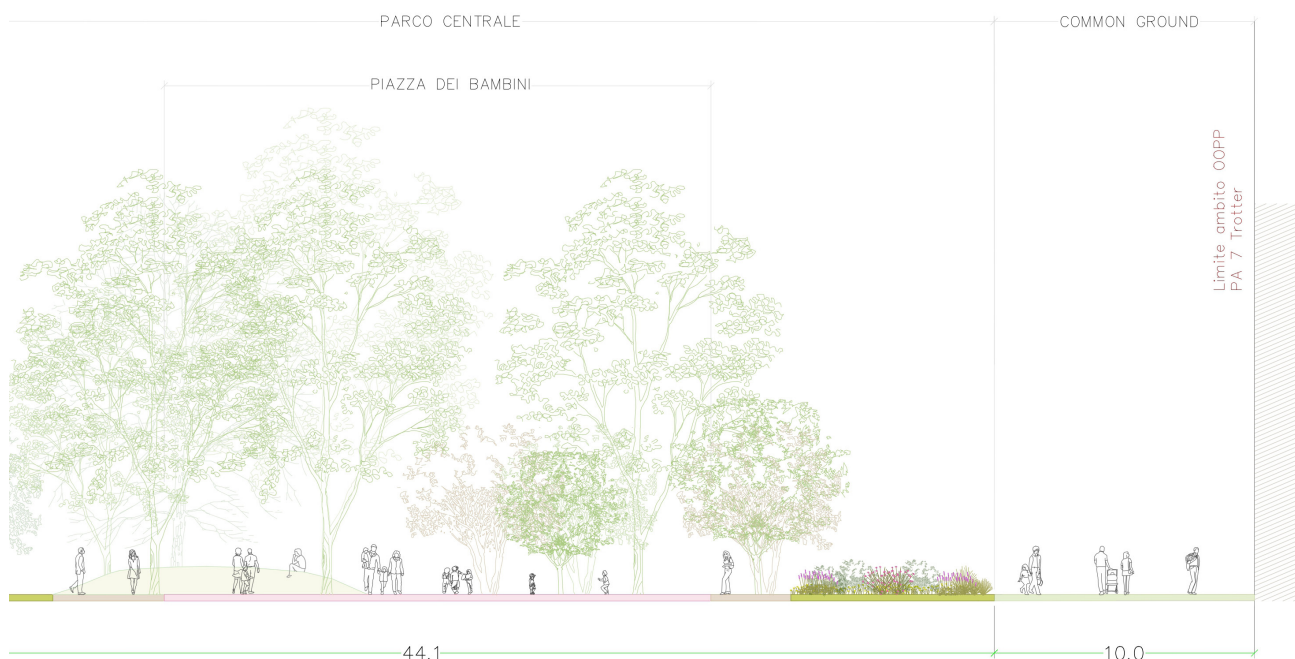 PARCO CENTRALE
COMMON GROUND
PIAZZA DEI BAMBINI
Limite ambito OOPP
PA 7 Trotter
44.1
10.0